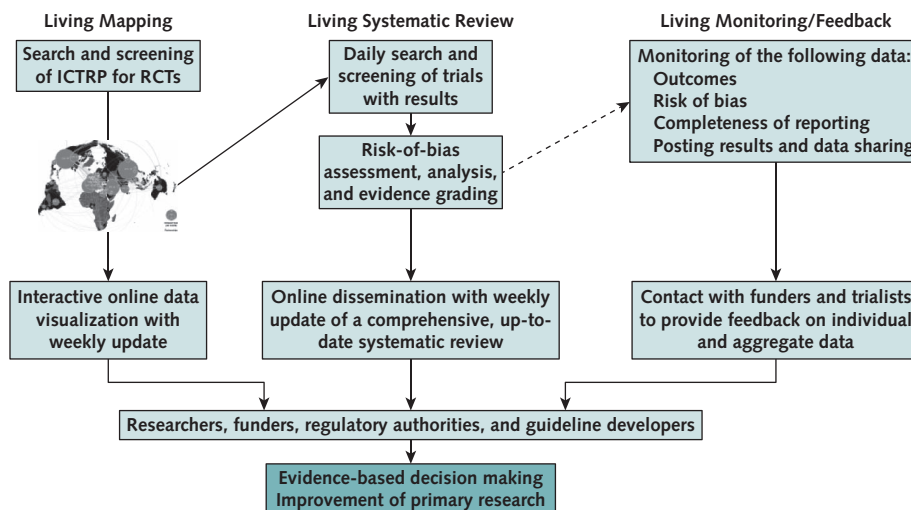 Living Mapping
Search and screening
of ICTRP for RCTs
Interactive online data
visualization with
weekly update
Living Systematic Review
Daily search and
screening of trials
with results
Risk-of-bias
assessment, analysis,
and evidence grading
Online dissemination with weekly
update of a comprehensive, up-to-
date systematic review
Living Monitoring/Feedback
Monitoring of the following data:
Outcomes
Risk of bias
Completeness of reporting
Posting results and data sharing
Contact with funders and trialists
to provide feedback on individual
and aggregate data
Researchers, funders, regulatory authorities, and guideline developers
Evidence-based decision making
Improvement of primary research